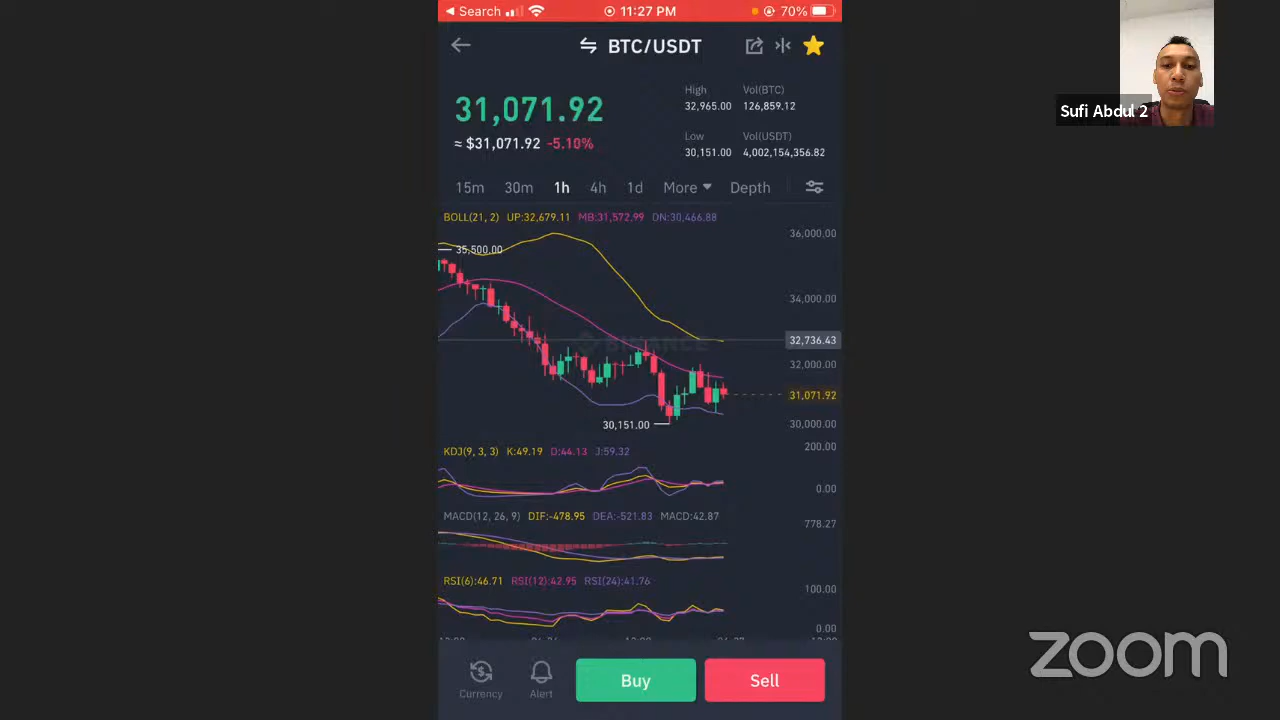 Search 11:27 PM 70%
BTC/USDT
31,071.92
≈ $31,071.92 -5.10%
High Vol(BTC)
32,965.00 126,859.12
Low Vol(USDT)
30,151.00 4,002,154,356.82
15m 30m 1h 4h 1d More Depth
BOLL(21, 2) UP:32,679.11 MB:31,572.99 DN:30,466.88
36,000.00
35,500.00
34,000.00
BINANCE
32,736.43
32,000.00
31,071.92
30,151.00
30,000.00
200.00
KDJ(9, 3, 3) K:49.19 D:44.13 J:59.32
0.00
MACD(12, 26, 9) DIF:-478.95 DEA:-521.83 MACD:42.87
778.27
RSI(6):46.71 RSI(12):42.95 RSI(24):41.76
100.00
0.00
Currency Alert Buy Sell
Sufi Abdul 2
zoom